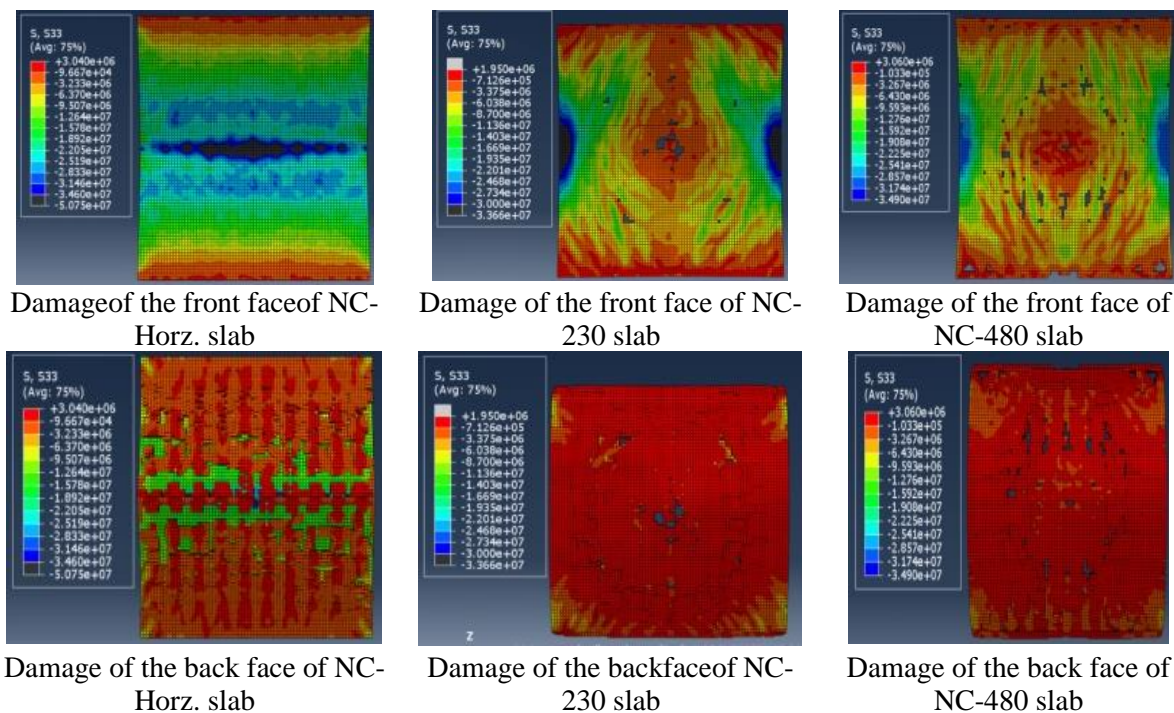 S, S33
(Avg: 75%)
+3.040e+06
-9.667e+04
-3.233e+06
-6.370e+06
-9.507e+06
-1.264e+07
-1.578e+07
-1.892e+07
-2.205e+07
-2.519e+07
-2.833e+07
-3.146e+07
-3.460e+07
-5.075e+07
S, S33
(Avg: 75%)
+1.950e+06
-7.126e+05
-3.375e+06
-6.038e+06
-8.700e+06
-1.136e+07
-1.403e+07
-1.669e+07
-1.935e+07
-2.201e+07
-2.468e+07
-2.734e+07
-3.000e+07
-3.366e+07
S, S33
(Avg: 75%)
+3.060e+06
-1.033e+05
-3.267e+06
-6.430e+06
-9.593e+06
-1.276e+07
-1.592e+07
-1.908e+07
-2.225e+07
-2.541e+07
-2.857e+07
-3.174e+07
-3.490e+07
Damageof the front faceof NC-
Horz. slab
Damage of the front face of NC-
230 slab
Damage of the front face of
NC-480 slab
S, S33
(Avg: 75%)
+3.040e+06
-9.667e+04
-3.233e+06
-6.370e+06
-9.507e+06
-1.264e+07
-1.578e+07
-1.892e+07
-2.205e+07
-2.519e+07
-2.833e+07
-3.146e+07
-3.460e+07
-5.075e+07
S, S33
(Avg: 75%)
+1.950e+06
-7.126e+05
-3.375e+06
-6.038e+06
-8.700e+06
-1.136e+07
-1.403e+07
-1.669e+07
-1.935e+07
-2.201e+07
-2.468e+07
-2.734e+07
-3.000e+07
-3.366e+07
Z
S, S33
(Avg: 75%)
+3.060e+06
-1.033e+05
-3.267e+06
-6.430e+06
-9.593e+06
-1.276e+07
-1.592e+07
-1.908e+07
-2.225e+07
-2.541e+07
-2.857e+07
-3.174e+07
-3.490e+07
Damage of the back face of NC-
Horz. slab
Damage of the backfaceof NC-
230 slab
Damage of the back face of
NC-480 slab